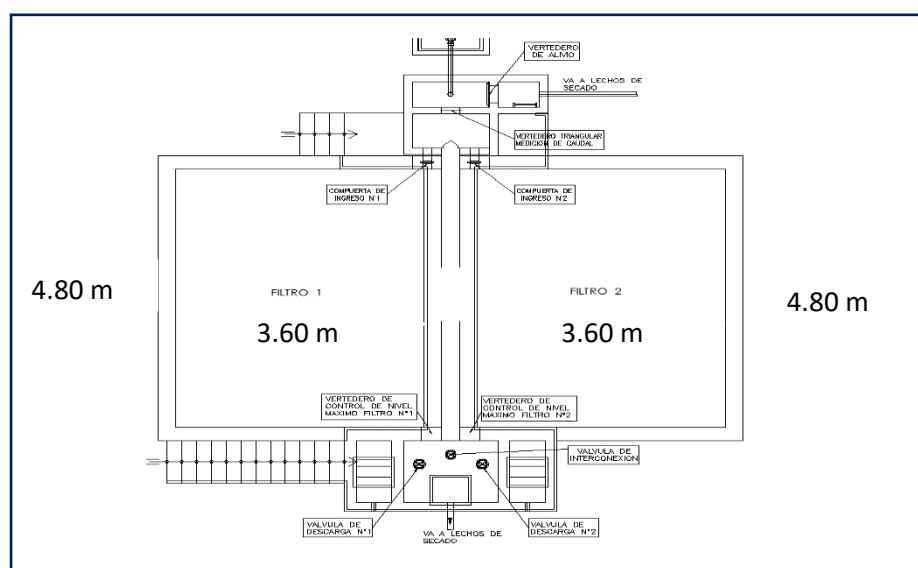 VERTEDERO
DE ALIVIO
VA A LECHOS DE
SECADO
VERTEDERO TRIANGULAR
MEDICION DE CAUDAL
COMPUERTA DE
INGRESO N°1
COMPUERTA DE
INGRESO N°2
4.80 m
FILTRO 1
3.60 m
FILTRO 2
3.60 m
4.80 m
VERTEDERO DE
CONTROL DE NIVEL
MAXIMO FILTRO N°1
VERTEDERO DE
CONTROL DE NIVEL
MAXIMO FILTRO N°2
VALVULA DE
INTERCONEXION
VALVULA DE
DESCARGA N°1
VA A LECHOS DE
SECADO
VALVULA DE
DESCARGA N°2